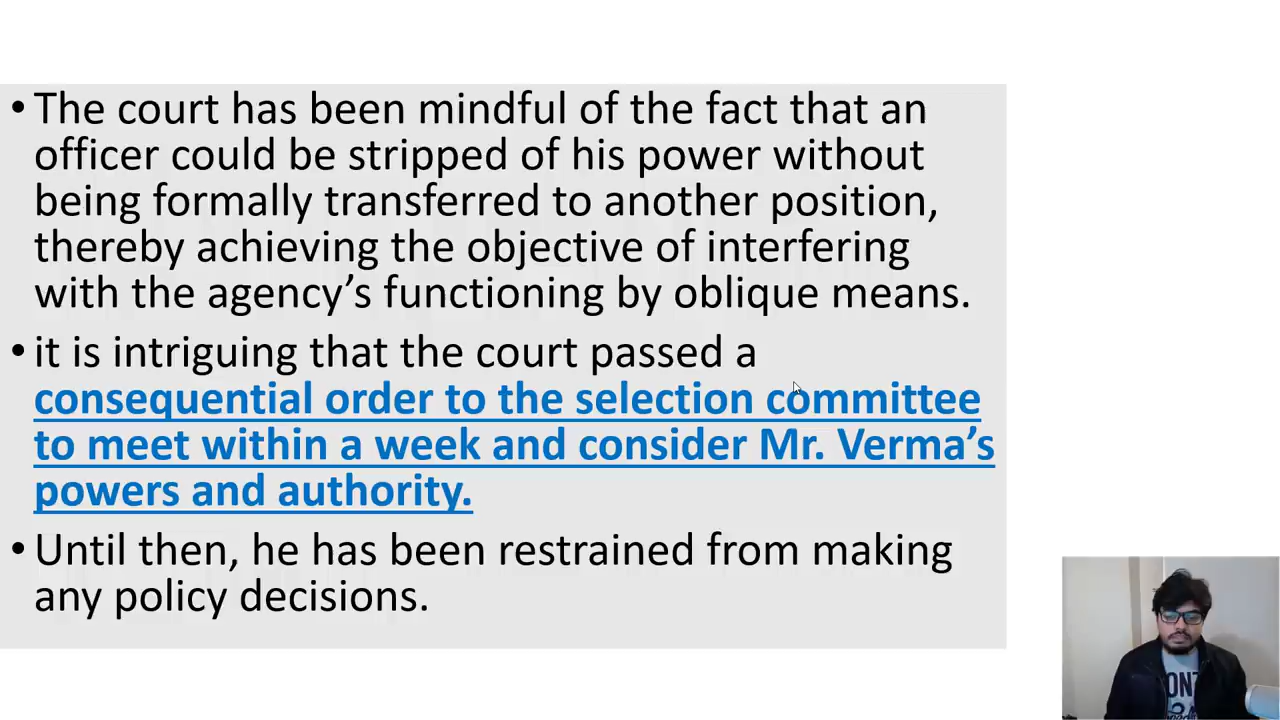 • The court has been mindful of the fact that an
officer could be stripped of his power without
being formally transferred to another position,
thereby achieving the objective of interfering
with the agency’s functioning by oblique means.
• it is intriguing that the court passed a
consequential order to the selection committee
to meet within a week and consider Mr. Verma’s
powers and authority.
• Until then, he has been restrained from making
any policy decisions.